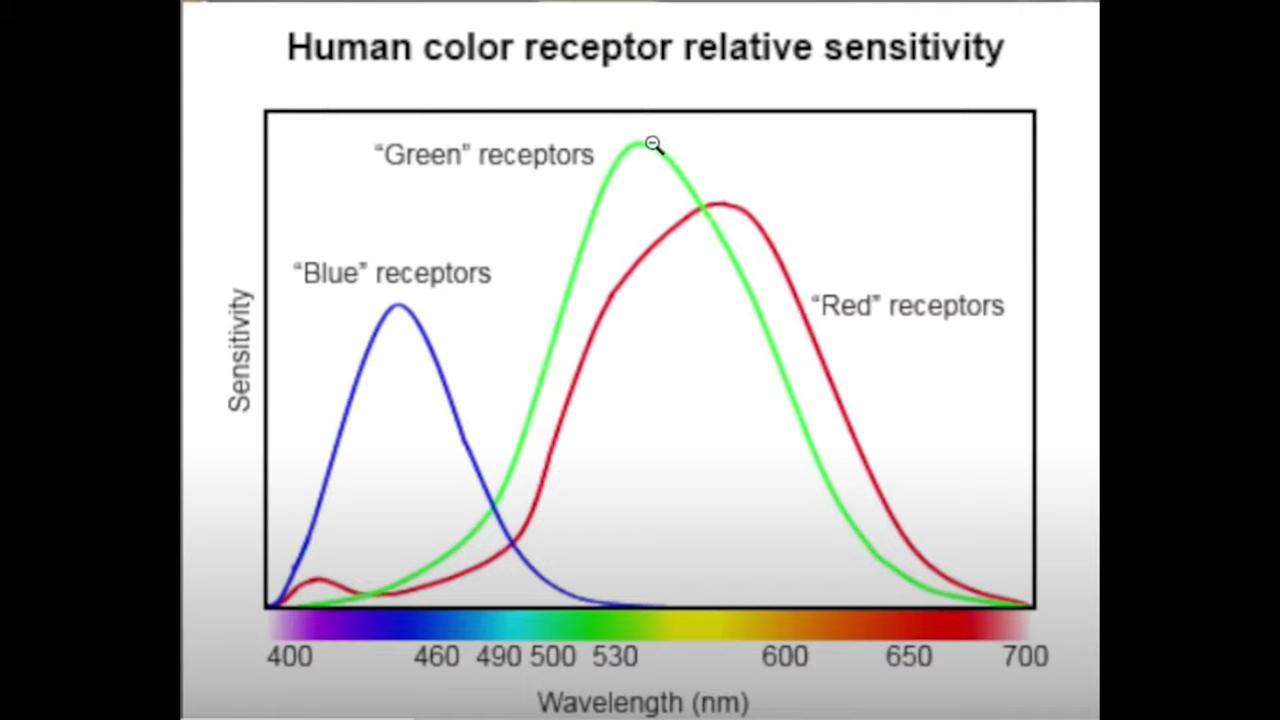 Human color receptor relative sensitivity
“Green” receptors
“Blue” receptors
“Red” receptors
Sensitivity
400 460 490 500 530 600 650 700
Wavelength (nm)